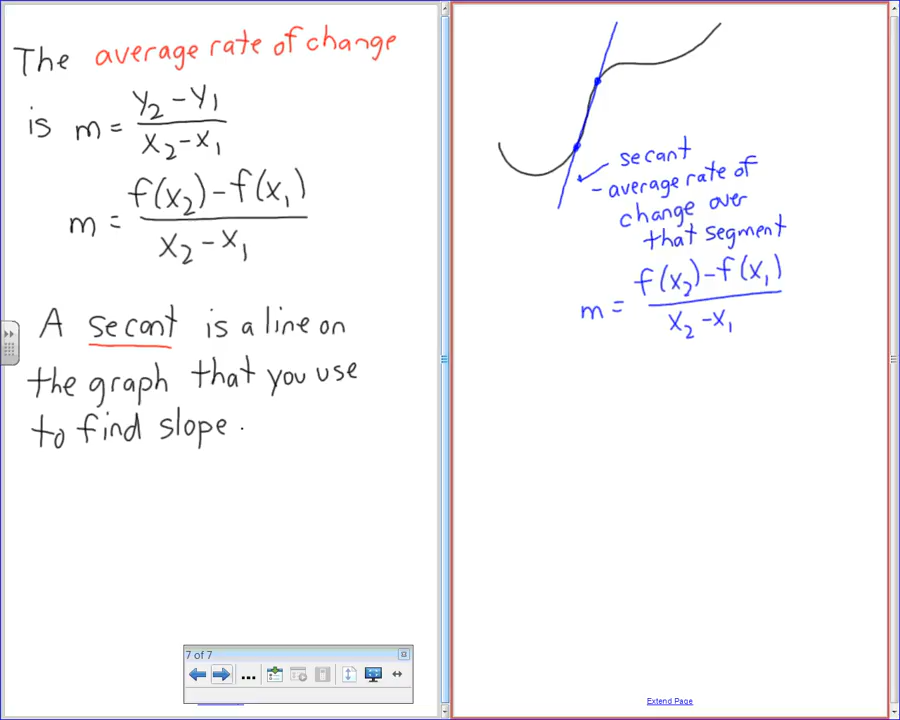 The average rate of change
is m = y₂ - y₁ / x₂ - x₁
m = f(x₂) - f(x₁) / x₂ - x₁
A secant is a line on
the graph that you use
to find slope.
7 of 7
...
secant
- average rate of
change over
that segment
m = f(x₂) - f(x₁) / x₂ - x₁
Extend Page